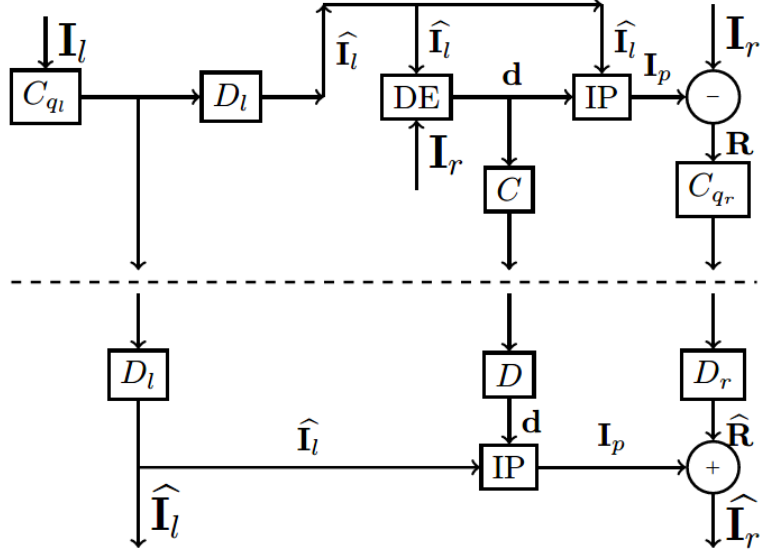 𝐈_l
𝐈_r
C_{q_l}
D_l
𝐈̂_l
𝐈̂_l
DE
d
IP
𝐈̂_l
𝐈_p
−
𝐈_r
C
R
C_{q_r}
D_l
D
D_r
d
𝐈̂_l
IP
𝐈_p
R̂
+
𝐈̂_l
𝐈̂_r